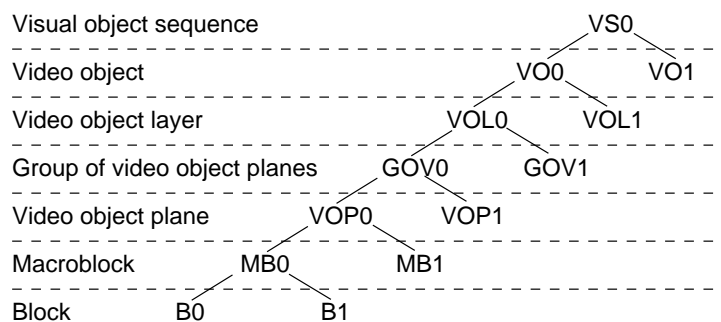 Visual object sequence VS0
Video object VO0 VO1
Video object layer VOL0 VOL1
Group of video object planes GOV0 GOV1
Video object plane VOP0 VOP1
Macroblock MB0 MB1
Block B0 B1